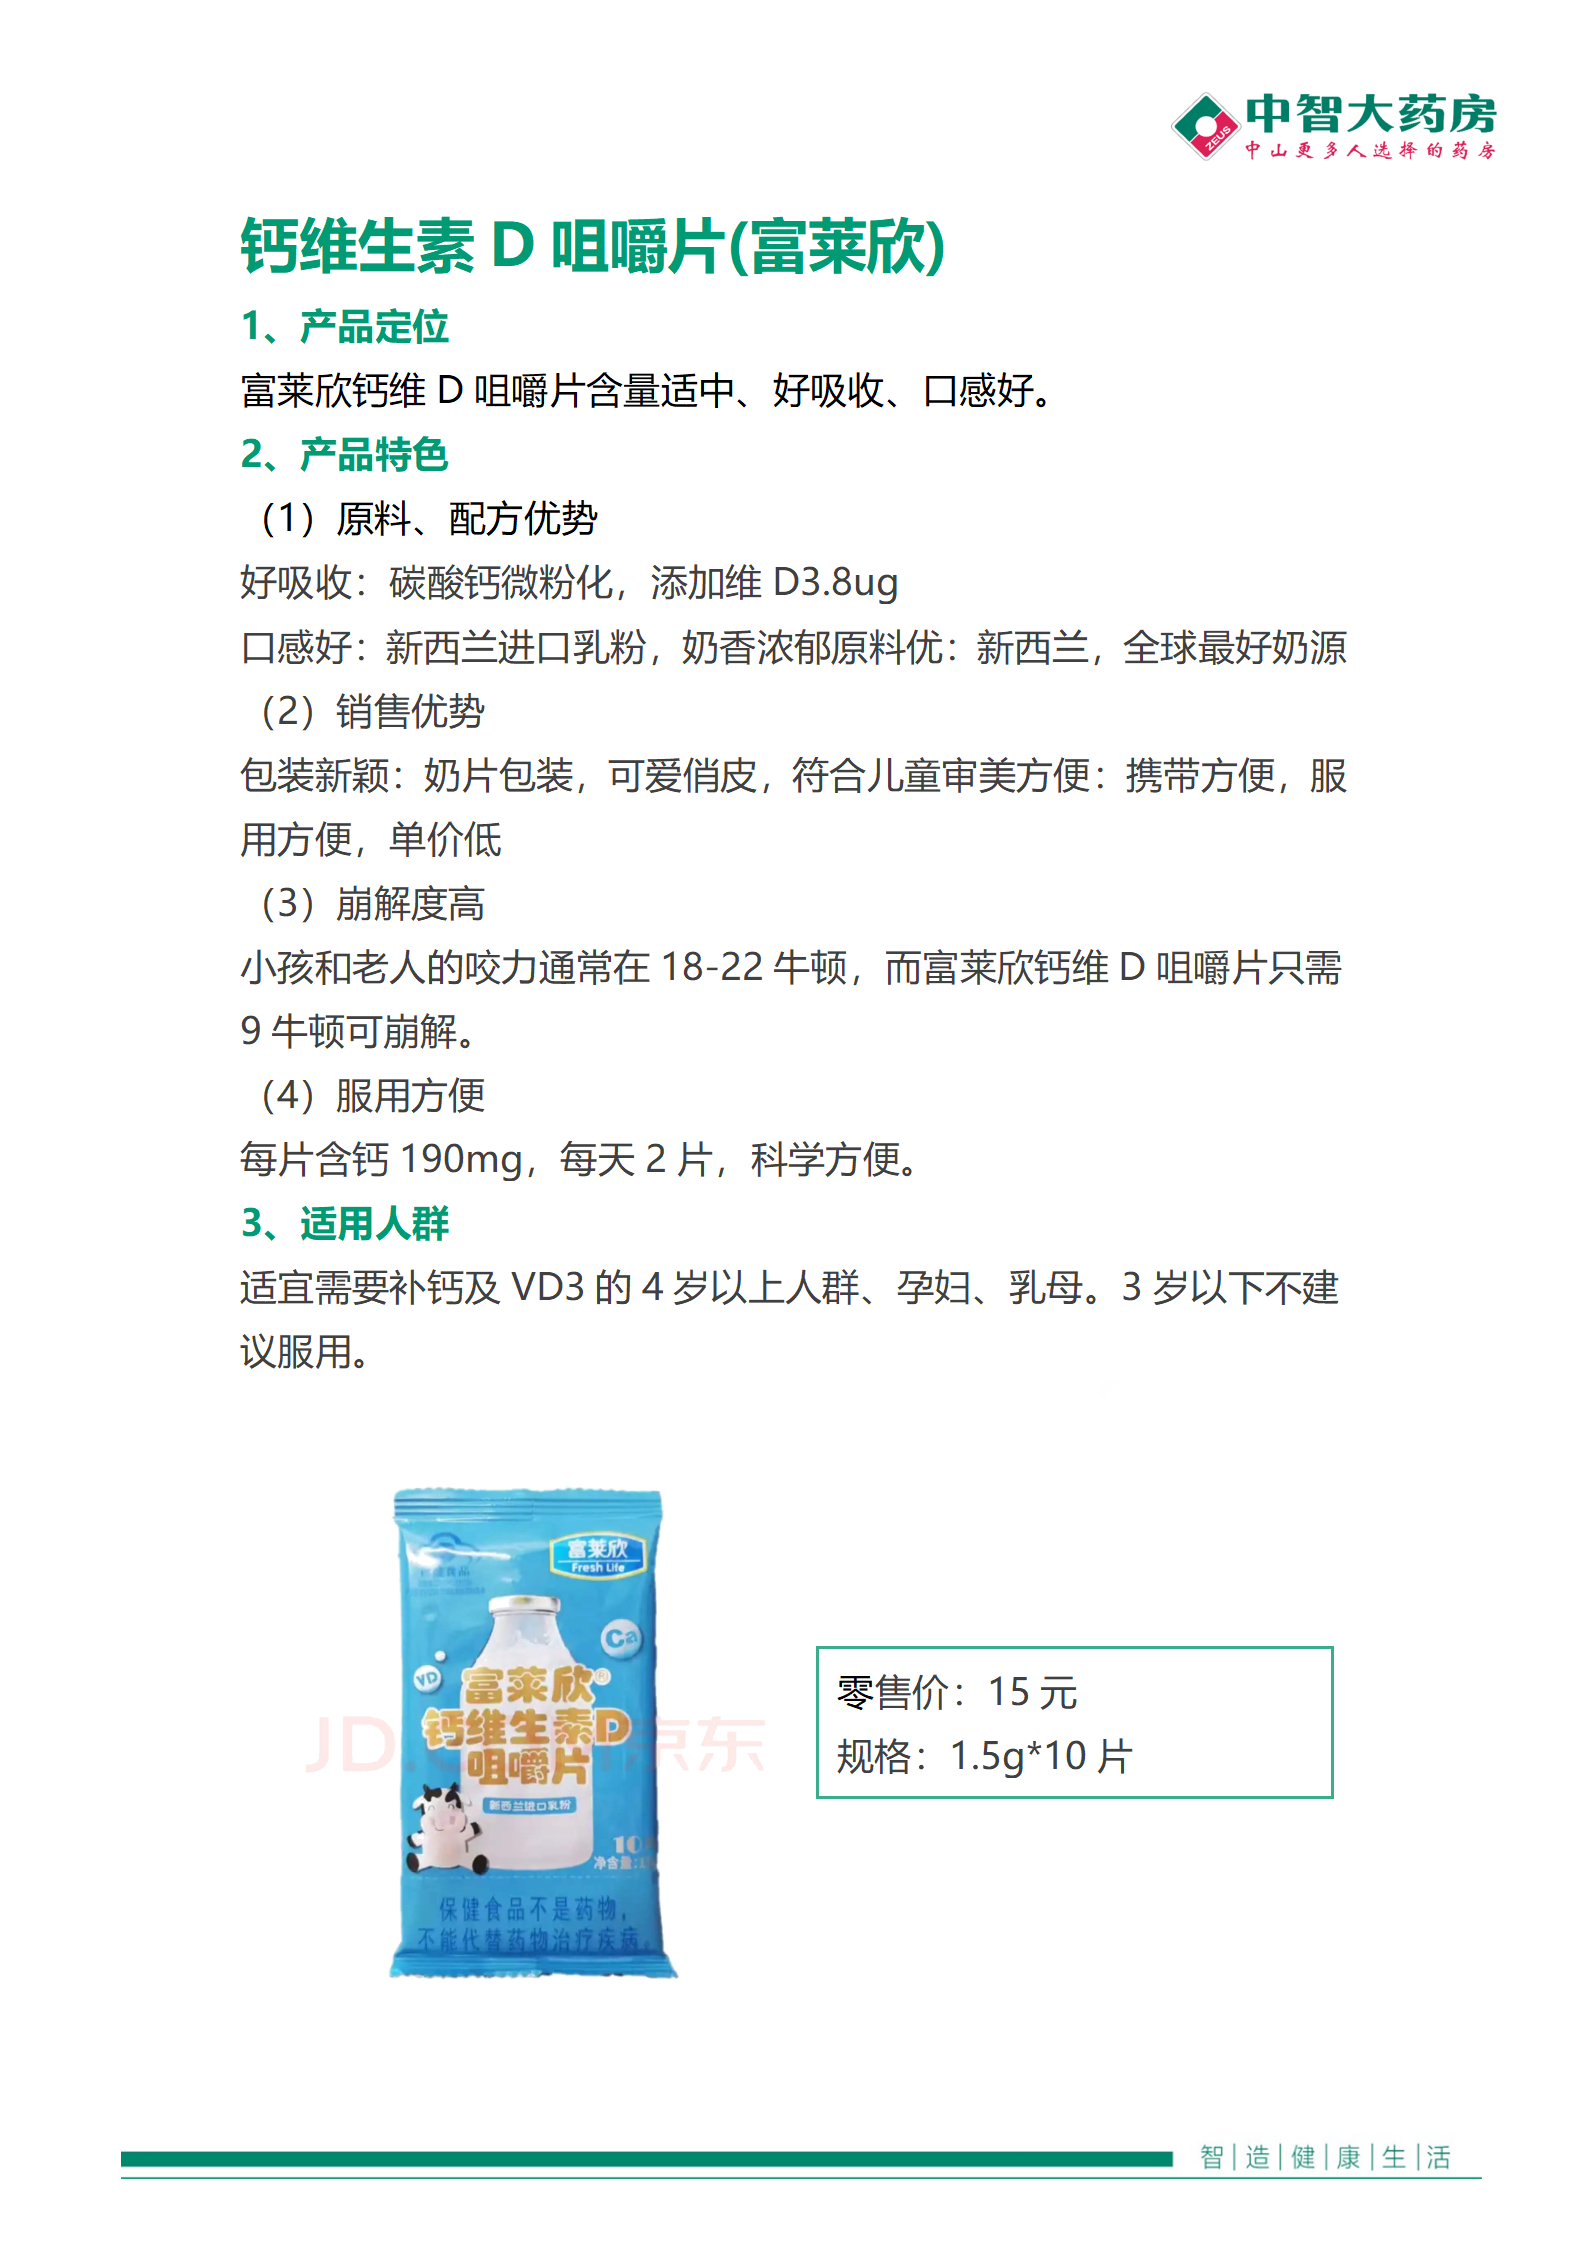 中智大药房
ZEUS
中山更多人选择的药房
钙维生素 D 咀嚼片(富莱欣)
1、产品定位
富莱欣钙维 D 咀嚼片含量适中、好吸收、口感好。
2、产品特色
（1）原料、配方优势
好吸收：碳酸钙微粉化，添加维 D3.8ug
口感好：新西兰进口乳粉，奶香浓郁原料优：新西兰，全球最好奶源
（2）销售优势
包装新颖：奶片包装，可爱俏皮，符合儿童审美方便：携带方便，服
用方便，单价低
（3）崩解度高
小孩和老人的咬力通常在 18-22 牛顿，而富莱欣钙维 D 咀嚼片只需
9 牛顿可崩解。
（4）服用方便
每片含钙 190mg，每天 2 片，科学方便。
3、适用人群
适宜需要补钙及 VD3 的 4 岁以上人群、孕妇、乳母。3 岁以下不建
议服用。
富莱欣
Fresh Life
Ca
VD
富莱欣®
钙维生素D
咀嚼片
新西兰进口乳粉
10
净含量:
保健食品不是药物，
不能代替药物治疗疾病。
京东
零售价：15 元
规格：1.5g*10 片
智|造|健|康|生|活